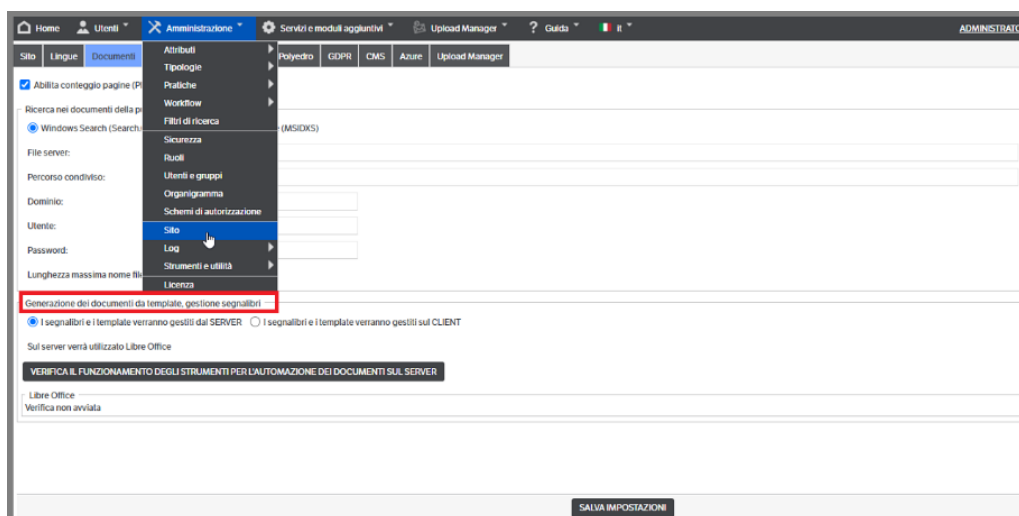 Home Utenti Amministrazione Servizi e moduli aggiuntivi Upload Manager ? Guida it ADMINISTRATO
Sito Lingue Documenti Polyedro GDPR CMS Azure Upload Manager
Attributi
Tipologie
Pratiche
Workflow
Filtri di ricerca
Sicurezza
Ruoli
Utenti e gruppi
Organigramma
Schemi di autorizzazione
Sito
Log
Strumenti e utilità
Licenza
Abilita conteggio pagine (P
Ricerca nei documenti della p
Windows Search (Search. (MSIDXS)
File server:
Percorso condiviso:
Dominio:
Utente:
Password:
Lunghezza massima nome file
Generazione dei documenti da template, gestione segnalibri
I segnalibri e i template verranno gestiti dal SERVER I segnalibri e i template verranno gestiti sul CLIENT
Sul server verrà utilizzato Libre Office
VERIFICA IL FUNZIONAMENTO DEGLI STRUMENTI PER L'AUTOMAZIONE DEI DOCUMENTI SUL SERVER
Libre Office
Verifica non avviata
SALVA IMPOSTAZIONI